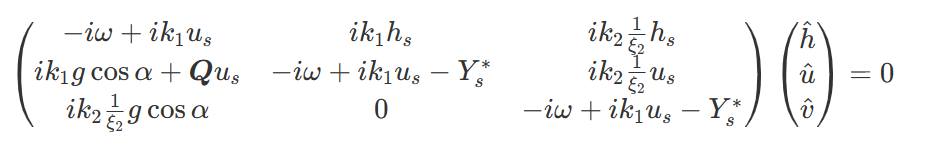 \begin{pmatrix} -i\omega + ik_1 u_s & ik_1 h_s & ik_2 \frac{1}{\xi_2} h_s \\ ik_1 g \cos\alpha + \boldsymbol{Q} u_s & -i\omega + ik_1 u_s - Y_s^* & ik_2 \frac{1}{\xi_2} u_s \\ ik_2 \frac{1}{\xi_2} g \cos\alpha & 0 & -i\omega + ik_1 u_s - Y_s^* \end{pmatrix} \begin{pmatrix} \hat{h} \\ \hat{u} \\ \hat{v} \end{pmatrix} = 0